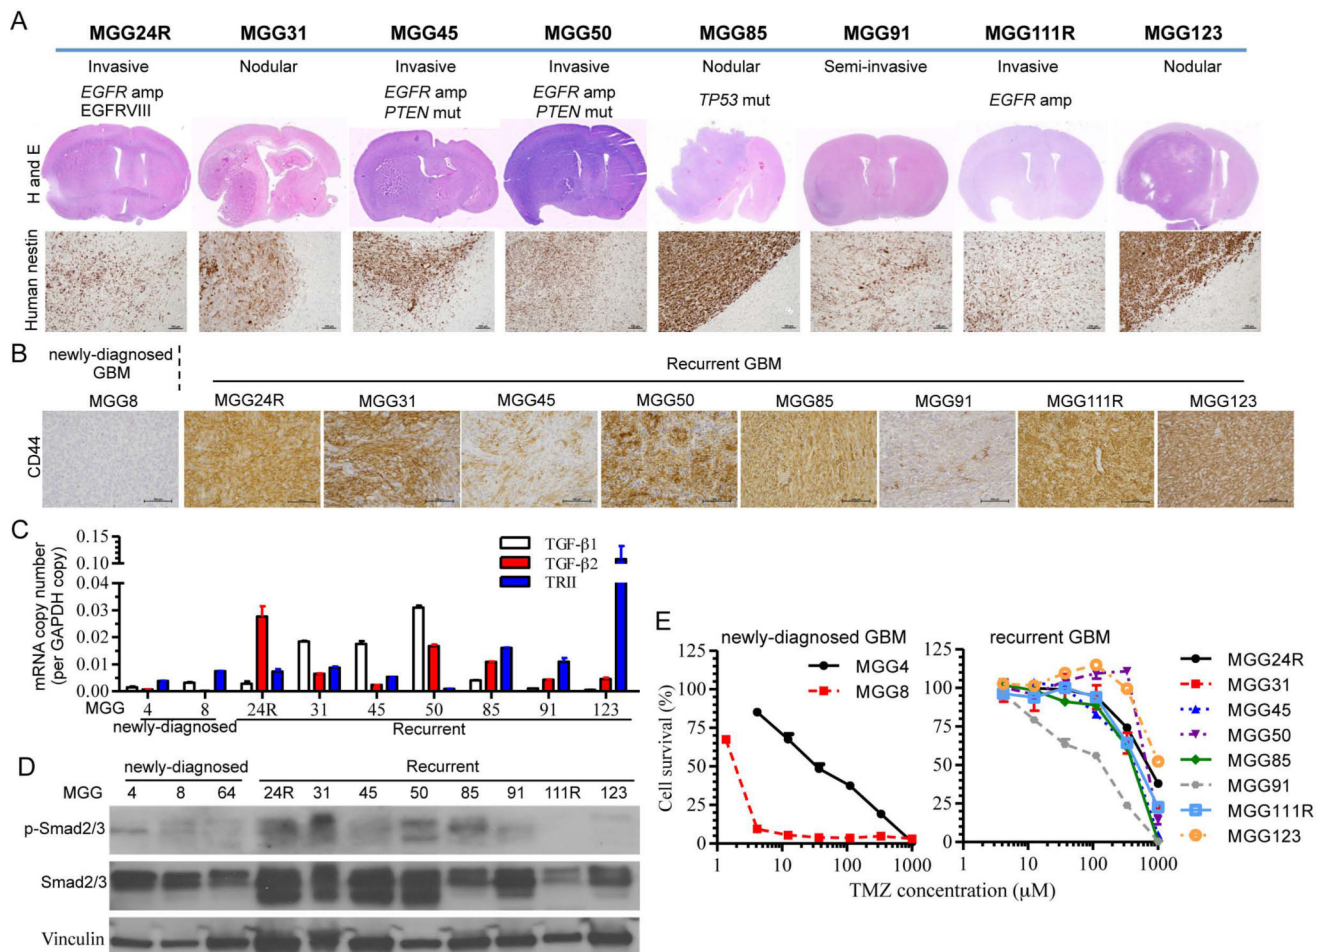 A
MGG24R MGG31 MGG45 MGG50 MGG85 MGG91 MGG111R MGG123
Invasive Nodular Invasive Invasive Nodular Semi-invasive Invasive Nodular
EGFR amp EGFR amp EGFR amp TP53 mut EGFR amp
EGFRVIII PTEN mut PTEN mut
H and E
Human nestin
B
newly-diagnosed
GBM
Recurrent GBM
MGG8 MGG24R MGG31 MGG45 MGG50 MGG85 MGG91 MGG111R MGG123
CD44
C
mRNA copy number
(per GAPDH copy)
0.15
0.10
0.04
0.03
0.02
0.01
0.00
TGF-β1
TGF-β2
TRII
MGG 4 8 24R 31 45 50 85 91 123
newly-diagnosed Recurrent
D
newly-diagnosed Recurrent
MGG 4 8 64 24R 31 45 50 85 91 111R 123
p-Smad2/3
Smad2/3
Vinculin
E
newly-diagnosed GBM
Cell survival (%)
125
100
75
50
25
0
1 10 100 1000
MGG4
MGG8
recurrent GBM
125
100
75
50
25
0
1 10 100 1000
TMZ concentration (μM)
MGG24R
MGG31
MGG45
MGG50
MGG85
MGG91
MGG111R
MGG123